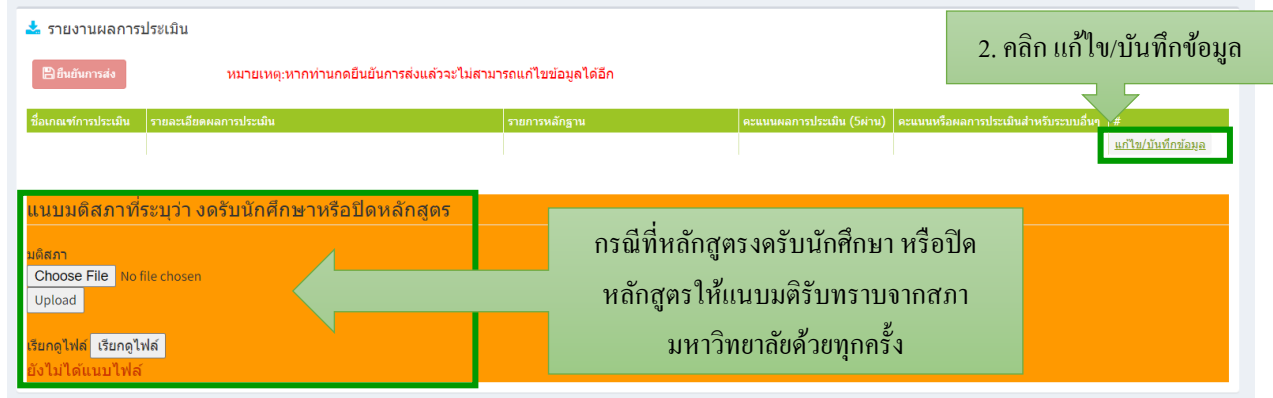 รายงานผลการประเมิน
2. คลิก แก้ไข/บันทึกข้อมูล
ยืนยันการส่ง
หมายเหตุ:หากท่านกดยืนยันการส่งแล้วจะไม่สามารถแก้ไขข้อมูลได้อีก
ชื่อเกณฑ์การประเมิน รายละเอียดผลการประเมิน รายการหลักฐาน คะแนนผลการประเมิน (5ผ่าน) คะแนนหรือผลการประเมินสำหรับระบบอื่นๆ #
แก้ไข/บันทึกข้อมูล
แนบมติสภาที่ระบุว่า งดรับนักศึกษาหรือปิดหลักสูตร
กรณีที่หลักสูตรงดรับนักศึกษา หรือปิด
หลักสูตรให้แนบมติรับทราบจากสภา
มหาวิทยาลัยด้วยทุกครั้ง
มติสภา
Choose File No file chosen
Upload
เรียกดูไฟล์ เรียกดูไฟล์
ยังไม่ได้แนบไฟล์